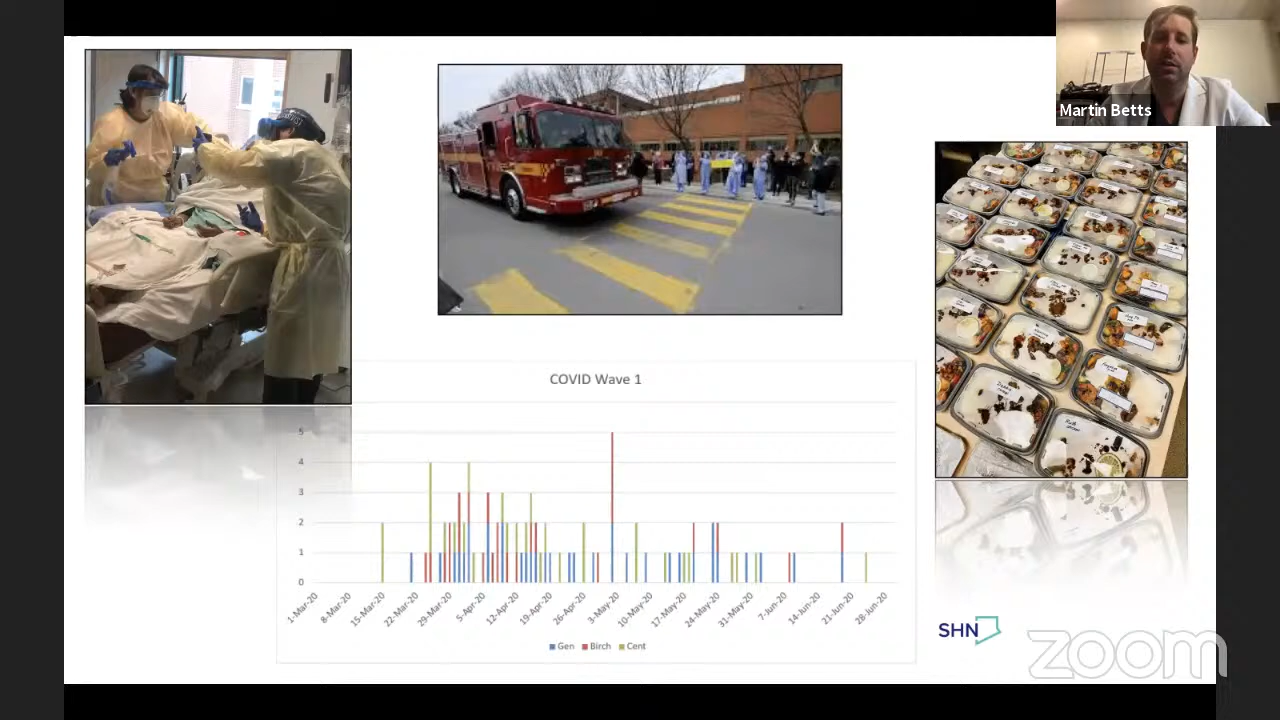 Martin Betts
COVID Wave 1
5
4
3
2
1
0
1-Mar-20
8-Mar-20
15-Mar-20
22-Mar-20
29-Mar-20
5-Apr-20
12-Apr-20
19-Apr-20
26-Apr-20
3-May-20
10-May-20
17-May-20
24-May-20
31-May-20
7-Jun-20
14-Jun-20
21-Jun-20
28-Jun-20
Gen Birch Cent
SHN
zoom